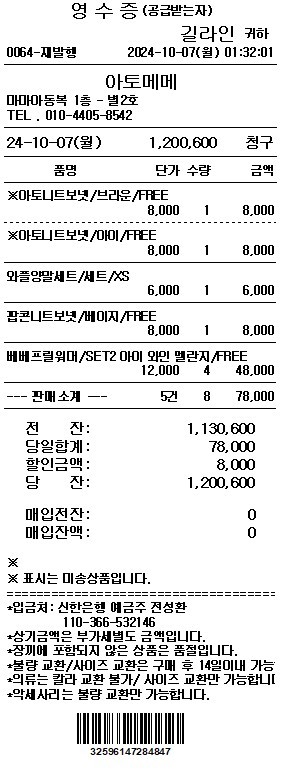 영 수 증 (공급받는자)
길라인 귀하
0064-재발행 2024-10-07(월) 01:32:01
아토메메
마마아동복 1층 - 별2호
TEL . 010-4405-8542
24-10-07(월) 1,200,600 청구
품명 단가 수량 금액
※아토니트보넷/브라운/FREE
8,000 1 8,000
※아토니트보넷/아이/FREE
8,000 1 8,000
와플양말세트/세트/XS
6,000 1 6,000
팝콘니트보넷/베이지/FREE
8,000 1 8,000
베베프릴워머/SET2 아이 와인 멜란지/FREE
12,000 4 48,000
--- 판매 소계 --- 5건 8 78,000
전 잔: 1,130,600
당일합계: 78,000
할인금액: 8,000
당 잔: 1,200,600
매입전잔: 0
매입잔액: 0
※
※ 표시는 미송상품입니다.
*입금처: 신한은행 예금주 전성환
110-366-532146
*상기금액은 부가세별도 금액입니다.
*장끼에 포함되지 않은 상품은 품절입니다.
*불량 교환/사이즈 교환은 구매 후 14일이내 가능
*의류는 칼라 교환 불가/ 사이즈 교환만 가능합니다
*악세사리는 불량 교환만 가능합니다.
32596147284847